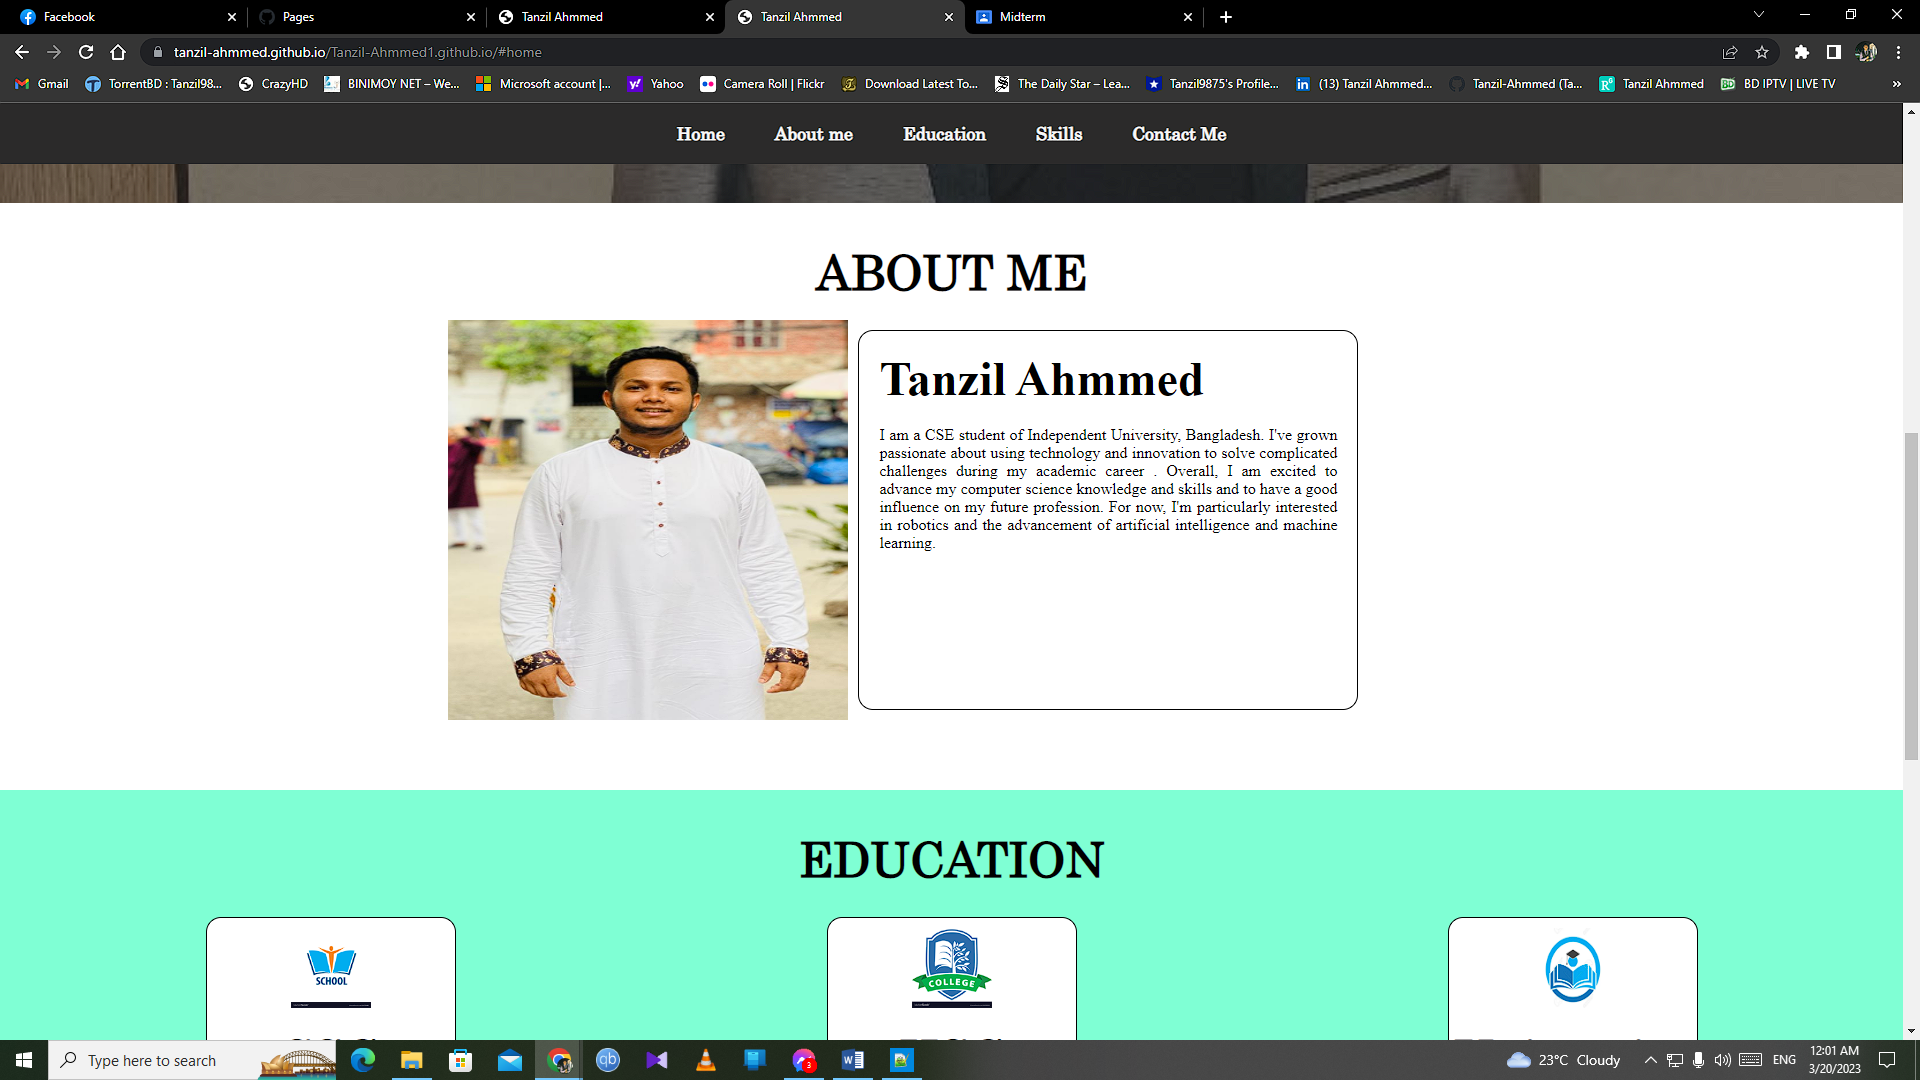 Facebook
Pages
Tanzil Ahmmed
Tanzil Ahmmed
Midterm
tanzil-ahmmed.github.io/Tanzil-Ahmmed1.github.io/#home
Gmail
TorrentBD : Tanzil98...
CrazyHD
BINIMOY NET – We...
Microsoft account |...
Yahoo
Camera Roll | Flickr
Download Latest To...
The Daily Star – Lea...
Tanzil9875's Profile...
(13) Tanzil Ahmmed...
Tanzil-Ahmmed (Ta...
Tanzil Ahmmed
BD IPTV | LIVE TV
»
Home
About me
Education
Skills
Contact Me
ABOUT ME
Tanzil Ahmmed
I am a CSE student of Independent University, Bangladesh. I've grown
passionate about using technology and innovation to solve complicated
challenges during my academic career . Overall, I am excited to
advance my computer science knowledge and skills and to have a good
influence on my future profession. For now, I'm particularly interested
in robotics and the advancement of artificial intelligence and machine
learning.
EDUCATION
SCHOOL
COLLEGE
Type here to search
3
23°C Cloudy
ENG
12:01 AM
3/20/2023